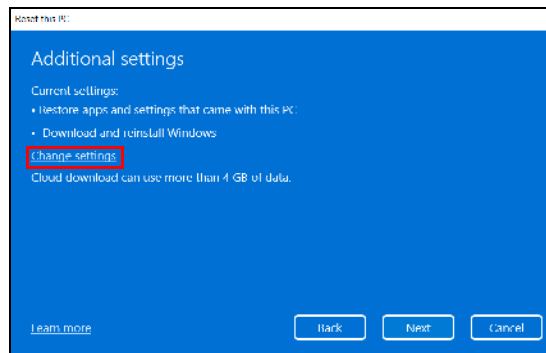 Reset this PC
Additional settings
Current settings:
• Restore apps and settings that came with this PC
• Download and reinstall Windows
Change settings
Cloud download can use more than 4 GB of data.
Learn more
Back
Next
Cancel